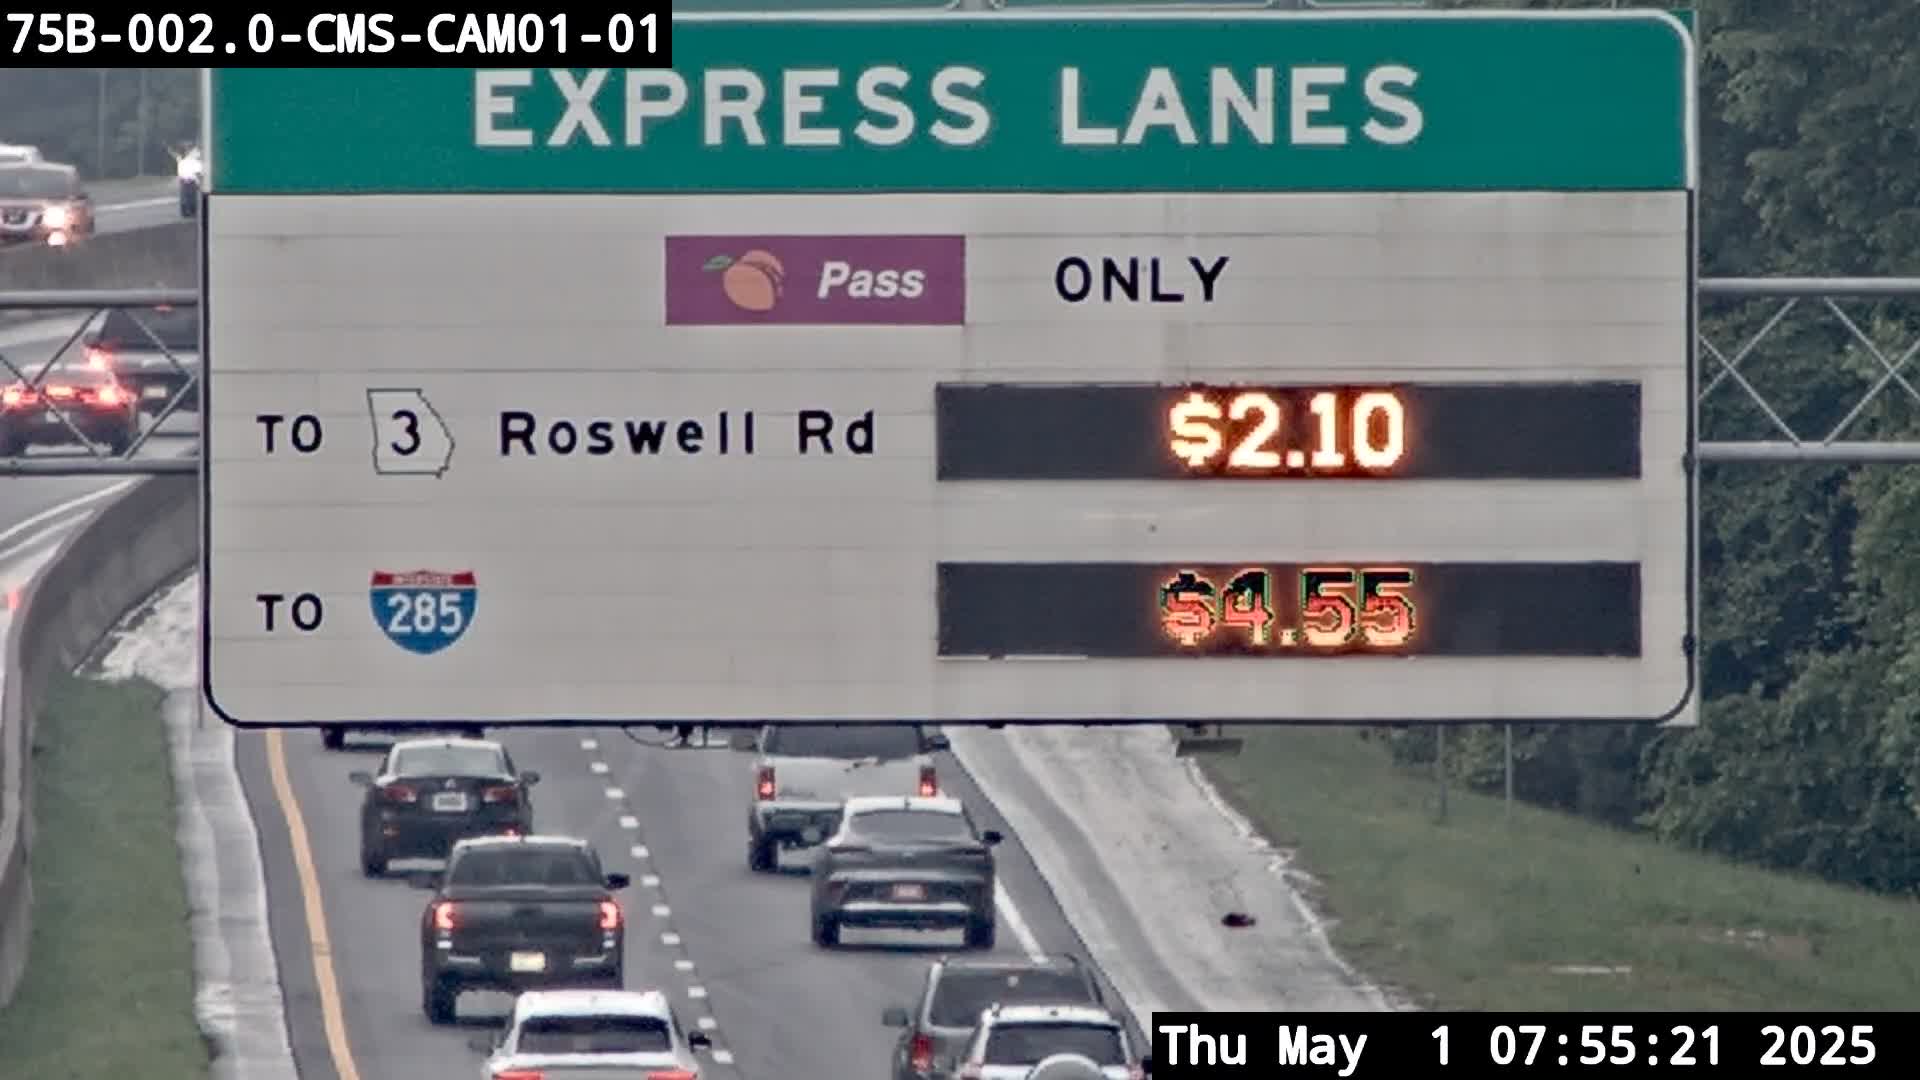 75B-002.0-CMS-CAM01-01
EXPRESS LANES
Pass ONLY
TO 3 Roswell Rd $2.10
TO INTERSTATE 285 $4.55
Thu May 1 07:55:21 2025